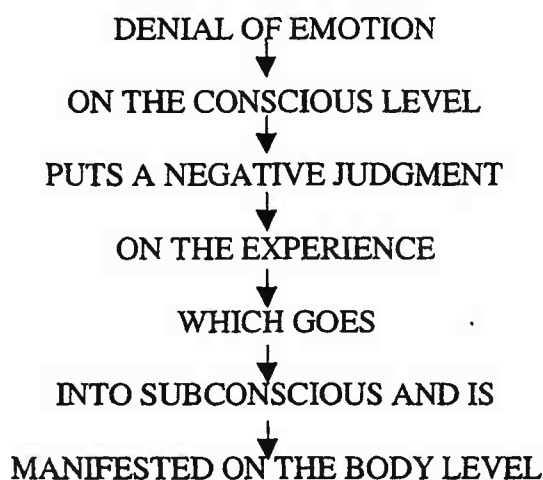 DENIAL OF EMOTION
ON THE CONSCIOUS LEVEL
PUTS A NEGATIVE JUDGMENT
ON THE EXPERIENCE
WHICH GOES
INTO SUBCONSCIOUS AND IS
MANIFESTED ON THE BODY LEVEL